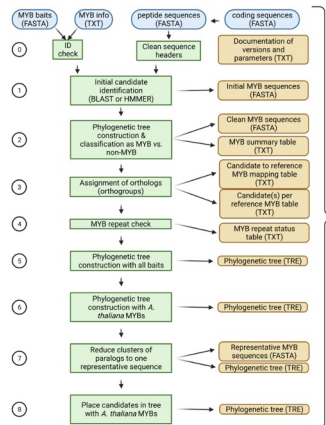 MYB baits
(FASTA)
MYB info
(TXT)
peptide sequences
(FASTA)
coding sequences
(FASTA)
0
ID
check
Clean sequence
headers
Documentation of
versions and
parameters (TXT)
1
Initial candidate
identification
(BLAST or HMMER)
Initial MYB sequences
(FASTA)
2
Phylogenetic tree
construction &
classification as MYB vs.
non-MYB
Clean MYB sequences
(FASTA)
MYB summary table
(TXT)
3
Assignment of orthologs
(orthogroups)
Candidate to reference
MYB mapping table
(TXT)
Candidate(s) per
reference MYB table
(TXT)
4
MYB repeat check
MYB repeat status
table (TXT)
5
Phylogenetic tree
construction with all baits
Phylogenetic tree (TRE)
6
Phylogenetic tree
construction with A.
thaliana MYBs
Phylogenetic tree (TRE)
7
Reduce clusters of
paralogs to one
representative sequence
Representative MYB
sequences (FASTA)
Phylogenetic tree (TRE)
8
Place candidates in tree
with A. thaliana MYBs
Phylogenetic tree (TRE)